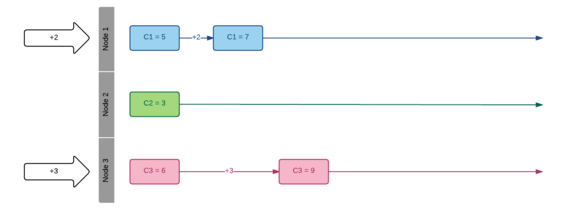 +2
Node 1
C1 = 5
+2
C1 = 7
Node 2
C2 = 3
+3
Node 3
C3 = 6
+3
C3 = 9